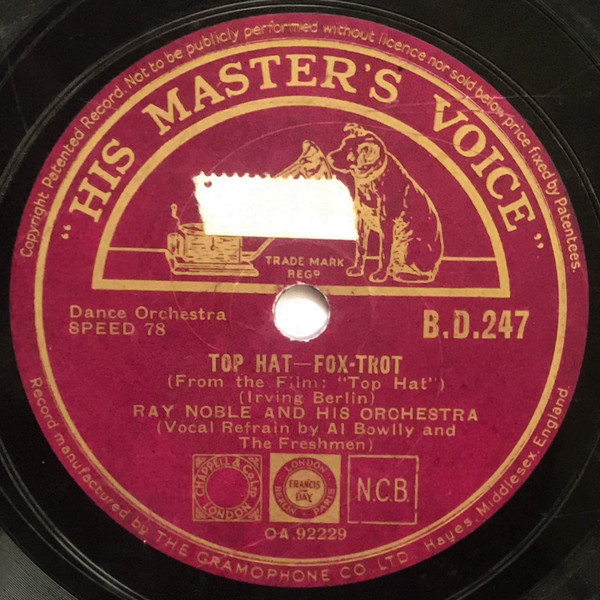 Copyright Patented Record. Not to be publicly performed without licence nor sold below price fixed by Patentees.
"HIS MASTER'S VOICE"
TRADE MARK
REGD
Dance Orchestra
SPEED 78
B.D.247
TOP HAT—FOX-TROT
(From the Film: "Top Hat")
(Irving Berlin)
RAY NOBLE AND HIS ORCHESTRA
(Vocal Refrain by Al Bowlly and
The Freshmen)
CHAPPELL & Co Ltd
LONDON
LONDON
FRANCIS
DAY
BERLIN
PARIS
N.C.B.
OA.92229
Record manufactured by THE GRAMOPHONE CO LTD. Hayes, Middlesex, England.